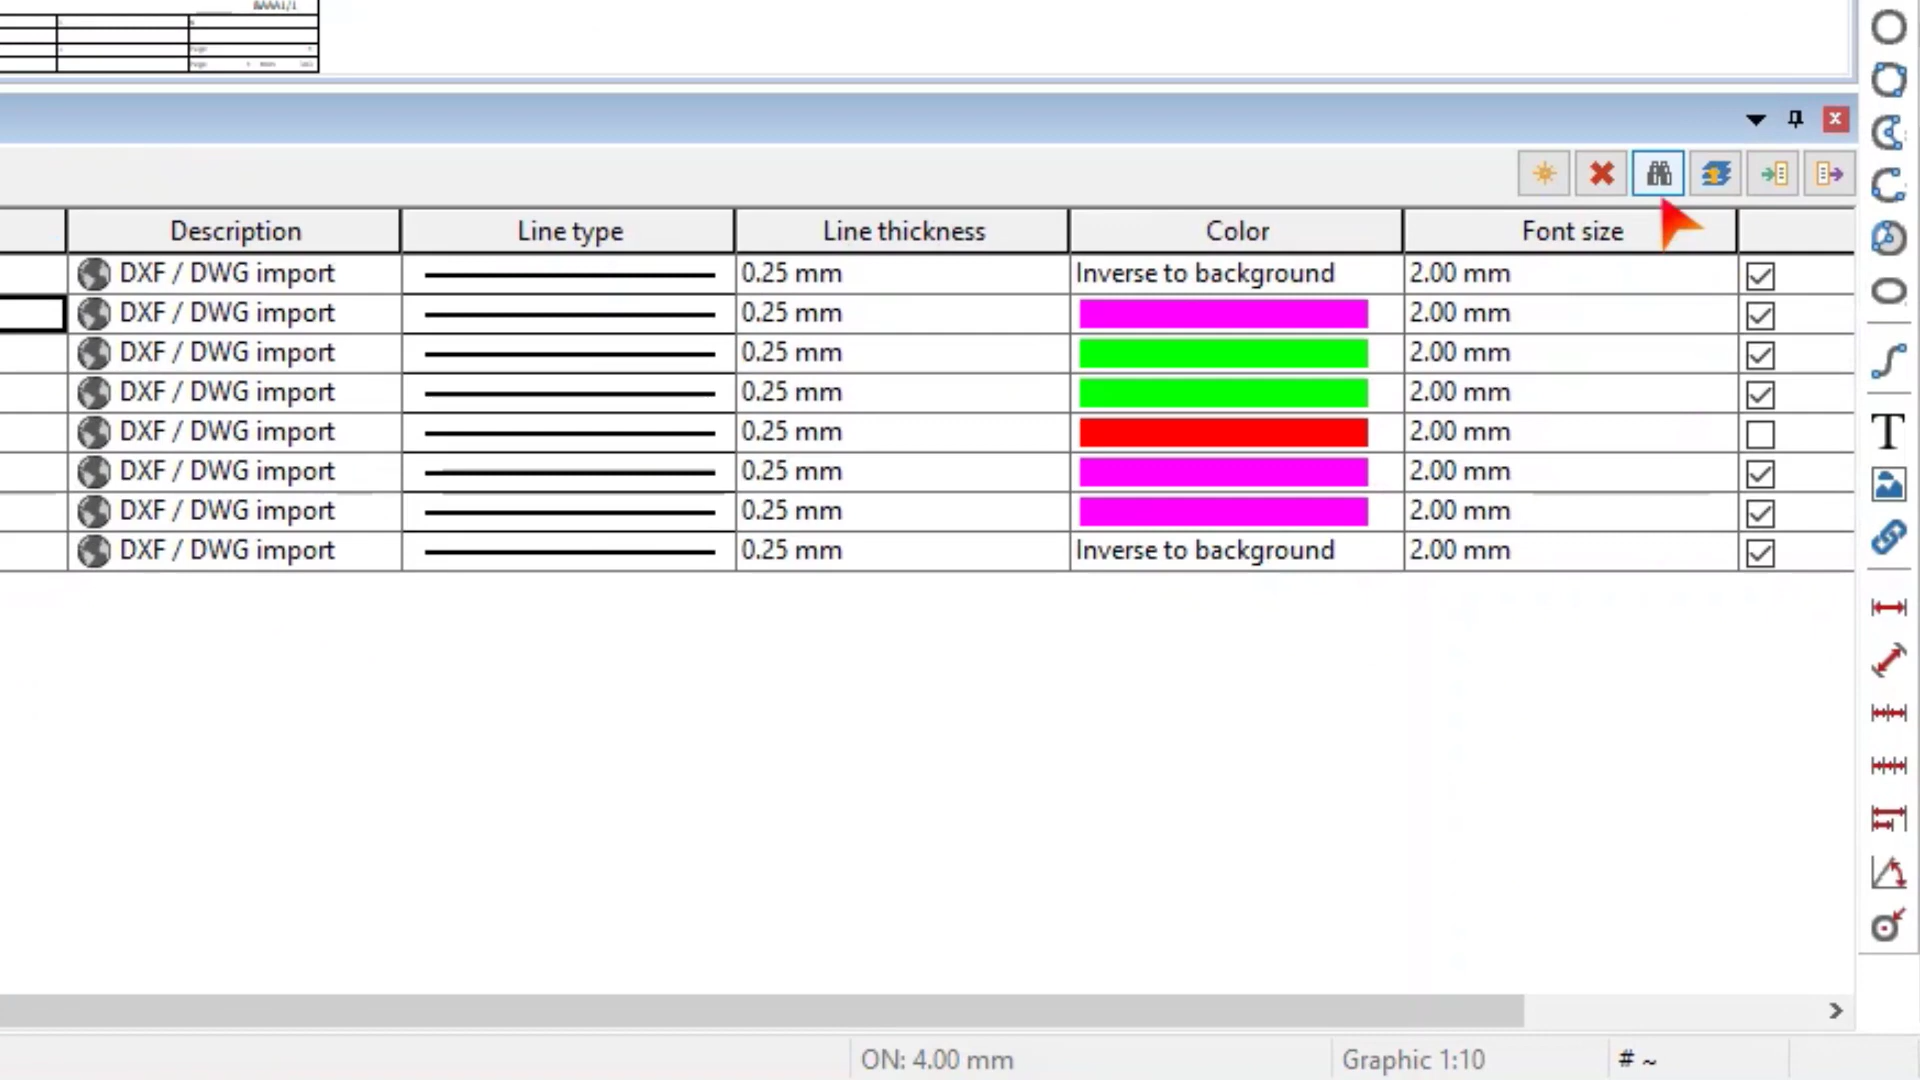 Description Line type Line thickness Color Font size
DXF / DWG import 0.25 mm Inverse to background 2.00 mm
DXF / DWG import 0.25 mm 2.00 mm
DXF / DWG import 0.25 mm 2.00 mm
DXF / DWG import 0.25 mm 2.00 mm
DXF / DWG import 0.25 mm 2.00 mm
DXF / DWG import 0.25 mm 2.00 mm
DXF / DWG import 0.25 mm 2.00 mm
DXF / DWG import 0.25 mm Inverse to background 2.00 mm
T
ON: 4.00 mm Graphic 1:10 # ~